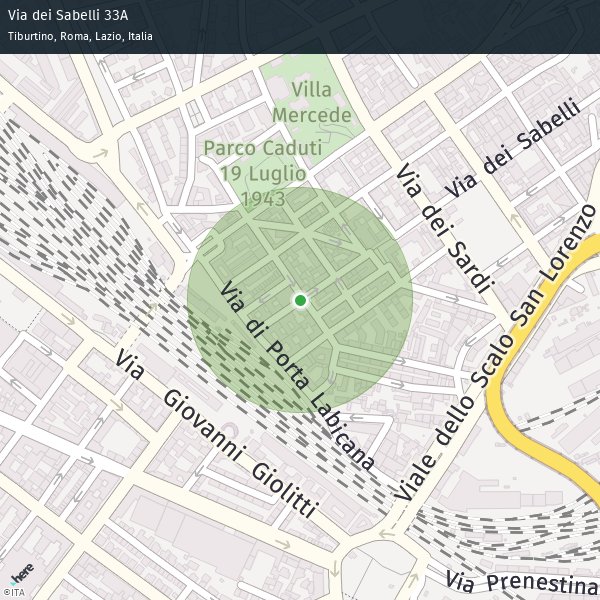 Via dei Sabelli 33A
Tiburtino, Roma, Lazio, Italia
Villa
Mercede
Parco Caduti
19 Luglio
1943
Via dei Sabelli
Via dei Sardi
Viale dello Scalo San Lorenzo
Via di Porta Labicana
Via Giovanni Giolitti
Via Prenestina
here
©ITA